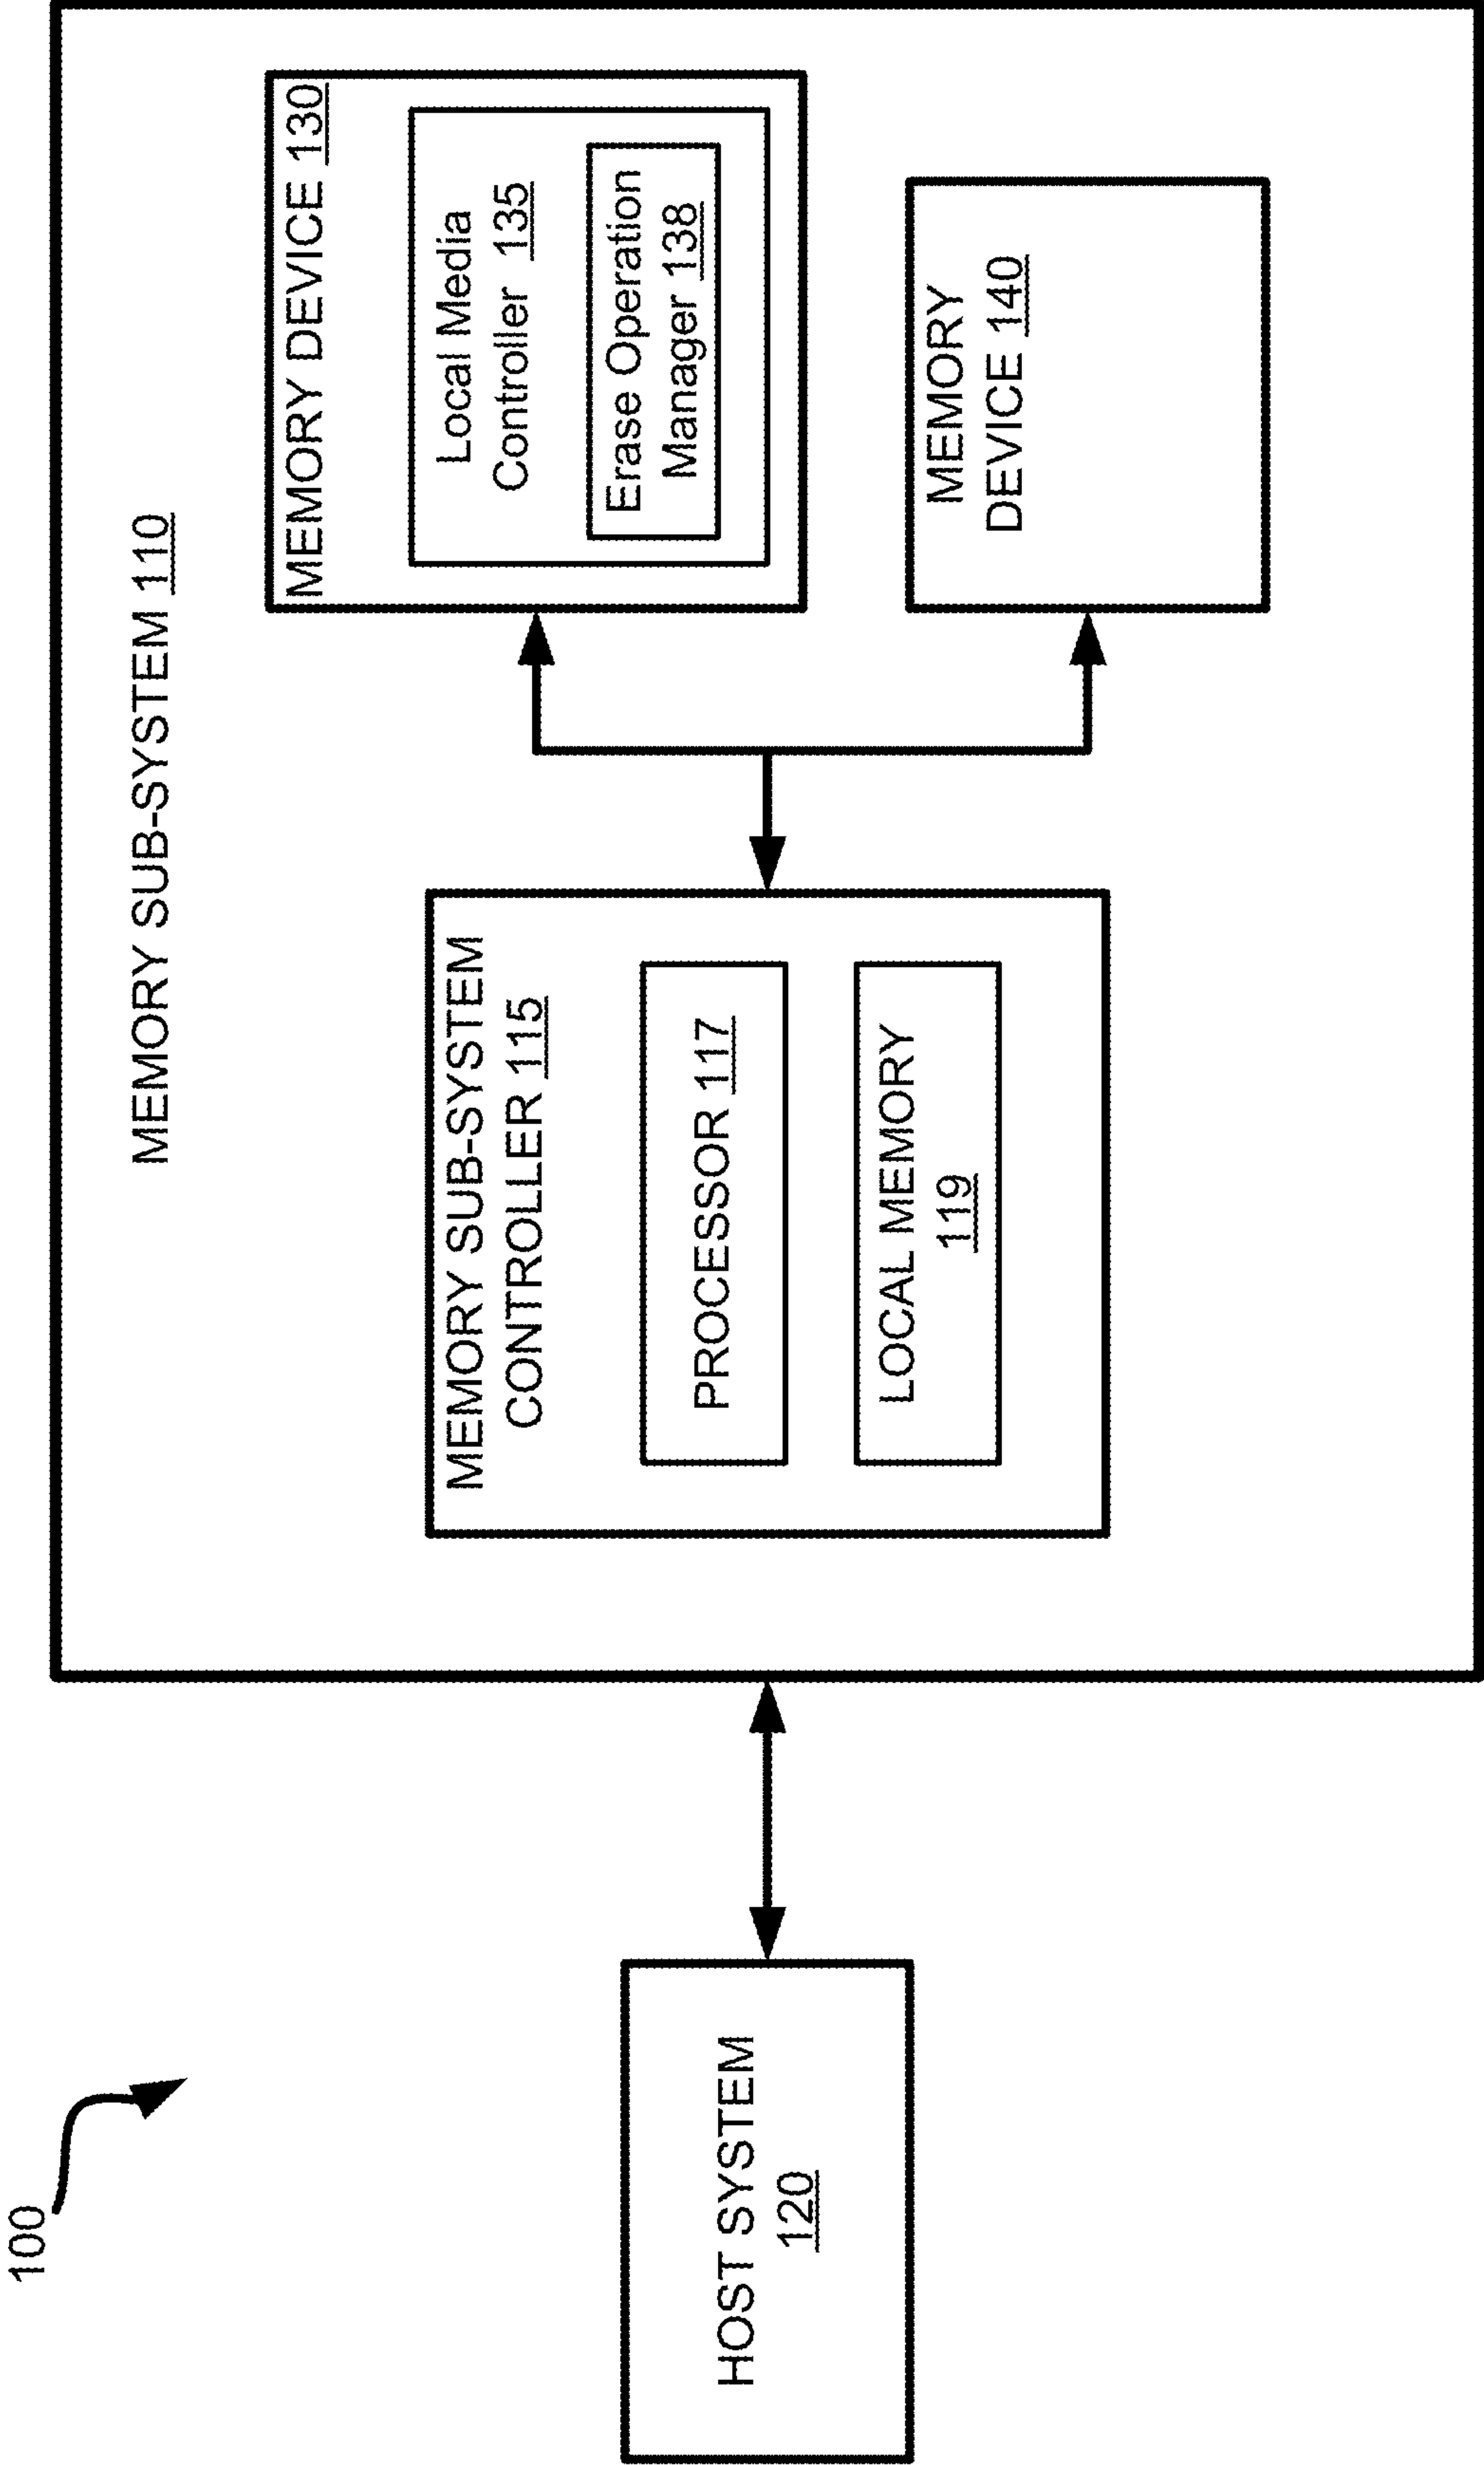 100
MEMORY SUB-SYSTEM 110
HOST SYSTEM
120
MEMORY SUB-SYSTEM
CONTROLLER 115
PROCESSOR 117
LOCAL MEMORY
119
MEMORY DEVICE 130
Local Media
Controller 135
Erase Operation
Manager 138
MEMORY
DEVICE 140